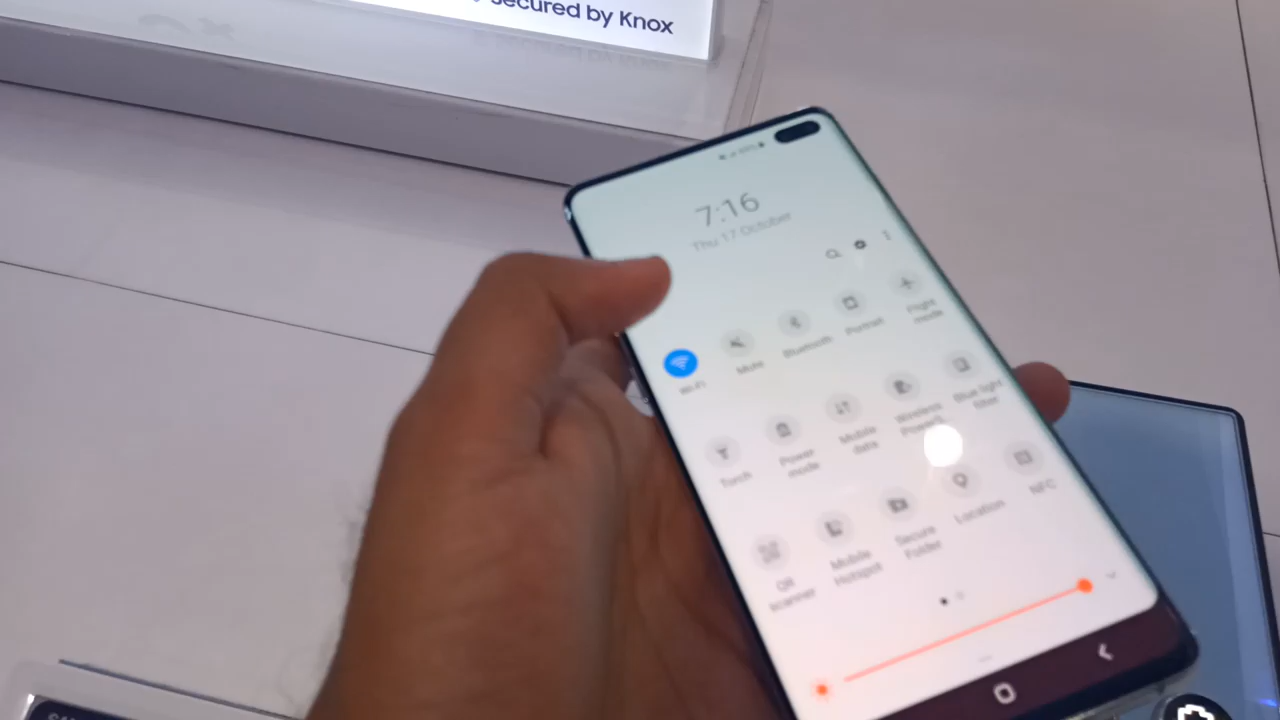 secured by Knox
7:16
Thu 17 October
Wi-Fi
Mute
Bluetooth
Portrait
Flight
mode
Torch
Power
mode
Mobile
data
Wireless
Blue light
filter
QR
scanner
Mobile
Hotspot
Secure
Folder
Location
NFC